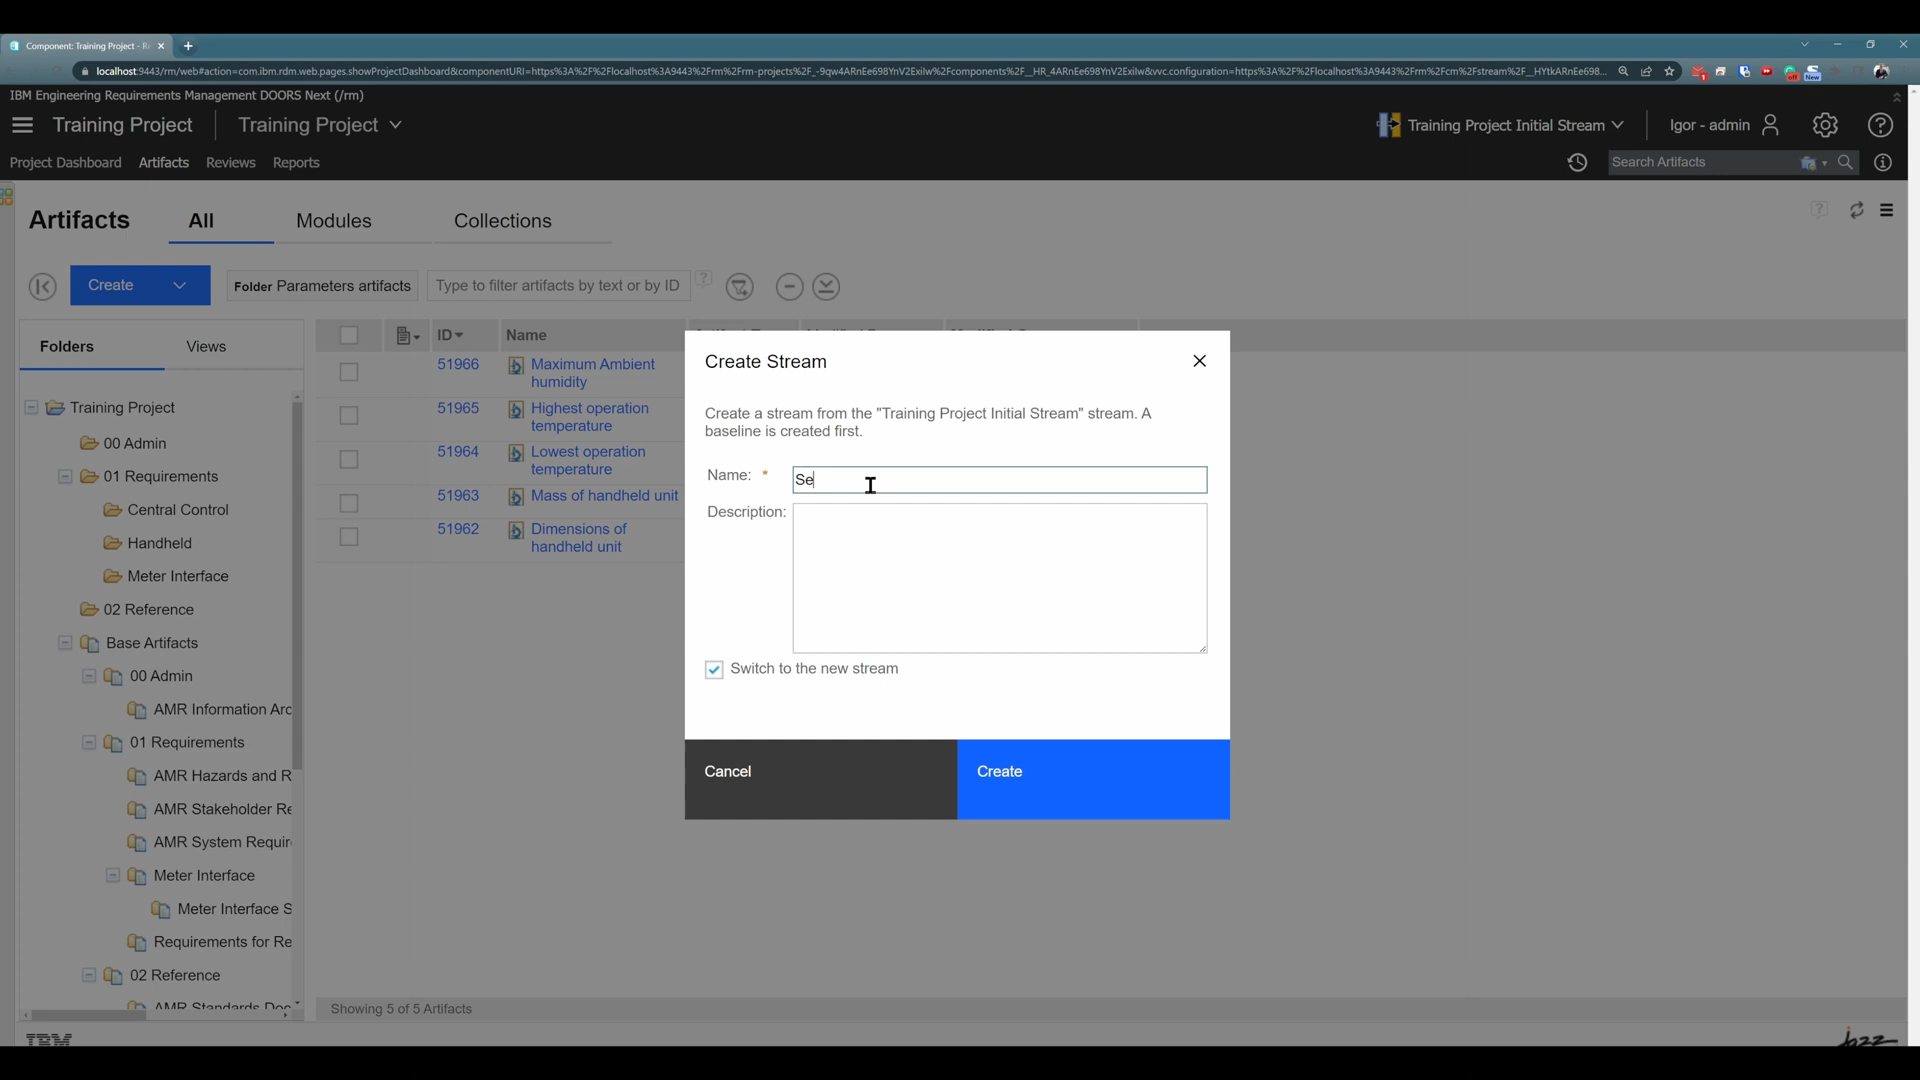 Component: Training Project - R
localhost:9443/rm/web#action=com.ibm.rdm.web.pages.showProjectDashboard&componentURI=https%3A%2F%2Flocalhost%3A9443%2Frm%2Frm-projects%2F_-9qw4ARnEe698YnV2Exilw%2Fcomponents%2F__HR_4ARnEe698YnV2Exilw&vvc.configuration=https%3A%2F%2Flocalhost%3A9443%2Frm%2Fcm%2Fstream%2F__HYtkARnEe698...
IBM Engineering Requirements Management DOORS Next (/rm)
Training Project Training Project Training Project Initial Stream Igor - admin
Project Dashboard Artifacts Reviews Reports Search Artifacts
Artifacts All Modules Collections
Create Folder Parameters artifacts Type to filter artifacts by text or by ID
Folders Views
ID Name
51966 Maximum Ambient
humidity
51965 Highest operation
temperature
51964 Lowest operation
temperature
51963 Mass of handheld unit
51962 Dimensions of
handheld unit
Training Project
00 Admin
01 Requirements
Central Control
Handheld
Meter Interface
02 Reference
Base Artifacts
00 Admin
AMR Information Arc
01 Requirements
AMR Hazards and R
AMR Stakeholder Re
AMR System Requir
Meter Interface
Meter Interface S
Requirements for Re
02 Reference
AMR Standards Doc
Create Stream
Create a stream from the "Training Project Initial Stream" stream. A
baseline is created first.
Name: * Se
Description:
Switch to the new stream
Cancel Create
Showing 5 of 5 Artifacts
IBM
jazz